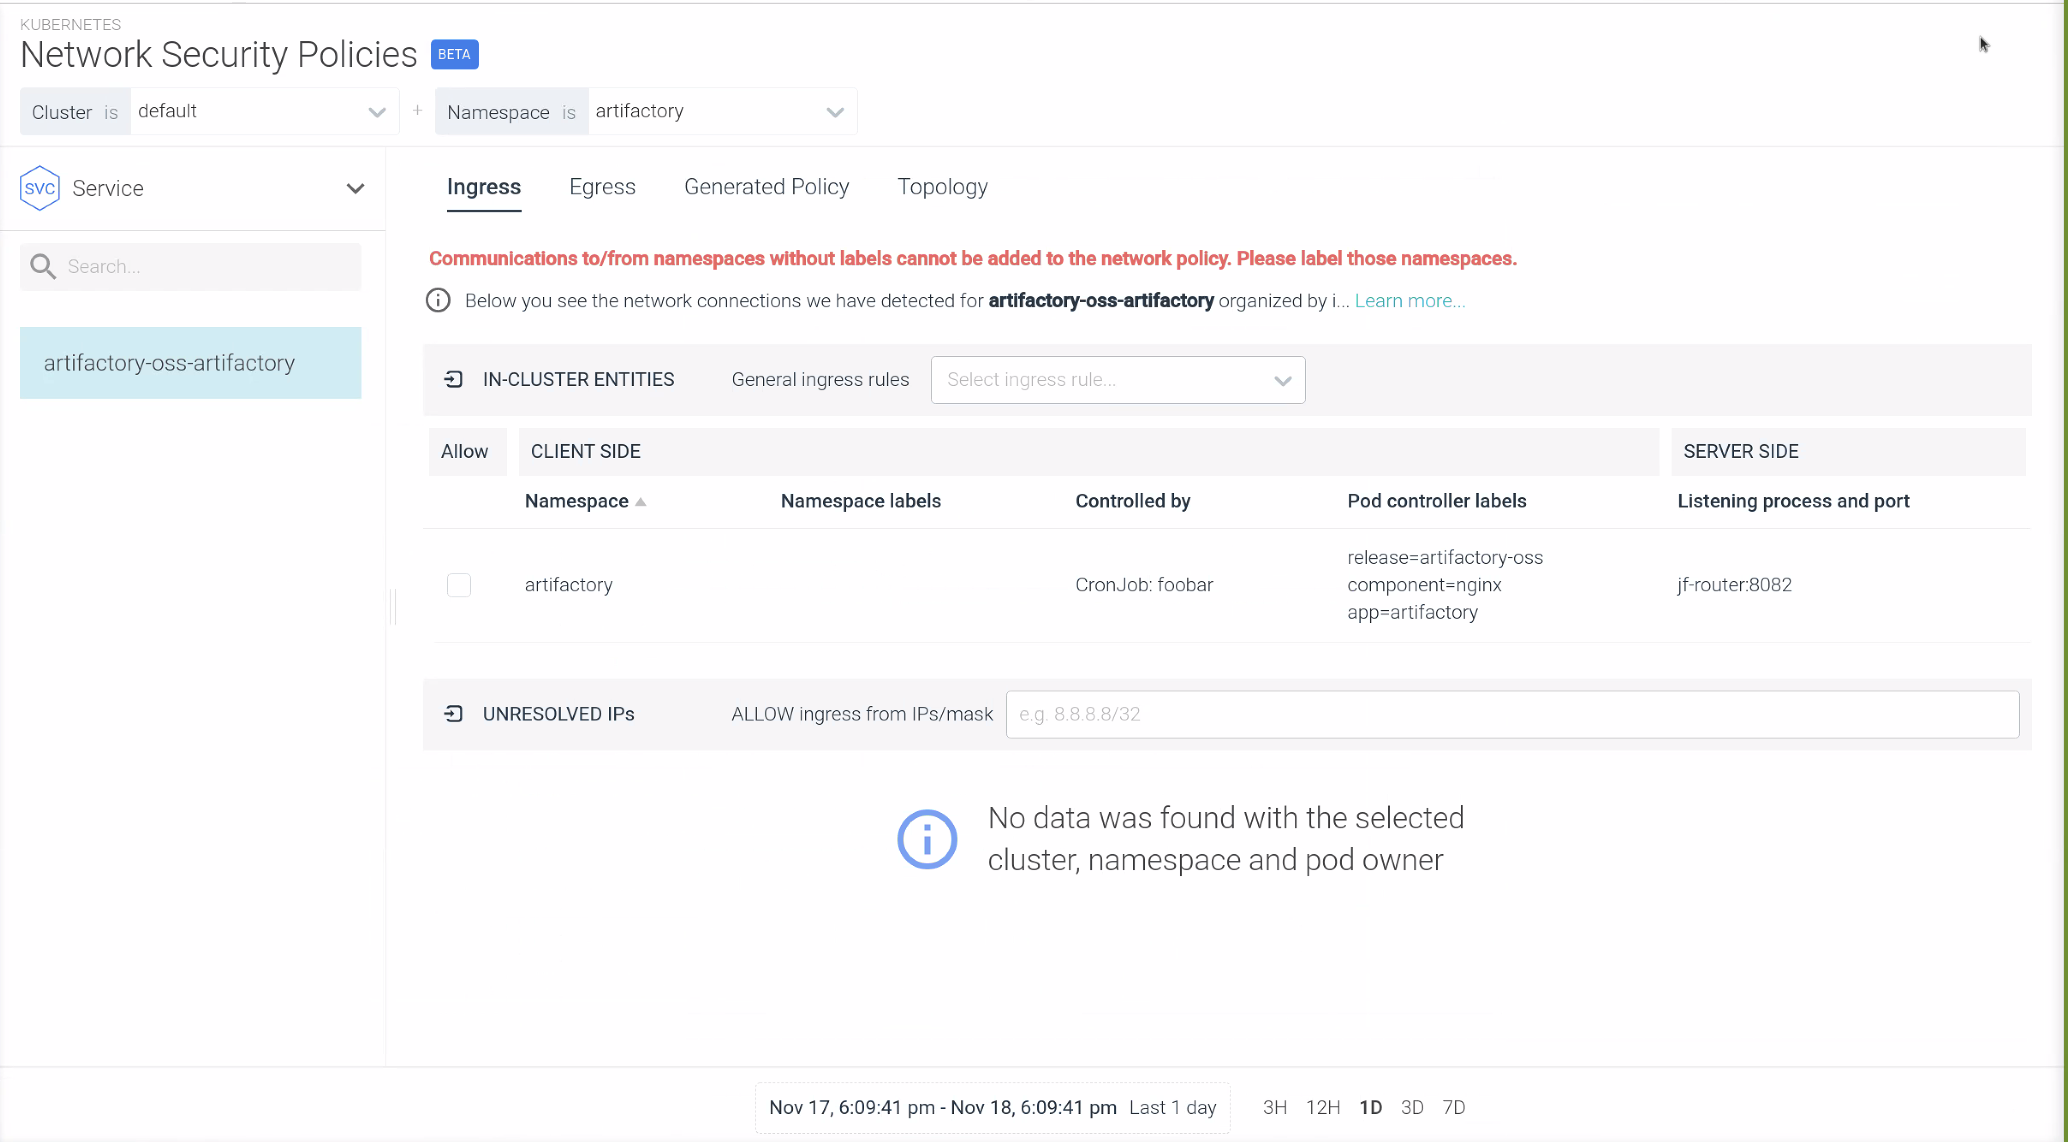 KUBERNETES
Network Security Policies BETA
Cluster is default + Namespace is artifactory
SVC Service
Search...
artifactory-oss-artifactory
Ingress Egress Generated Policy Topology
Communications to/from namespaces without labels cannot be added to the network policy. Please label those namespaces.
Below you see the network connections we have detected for artifactory-oss-artifactory organized by i... Learn more...
IN-CLUSTER ENTITIES General ingress rules Select ingress rule...
Allow CLIENT SIDE SERVER SIDE
Namespace Namespace labels Controlled by Pod controller labels Listening process and port
artifactory CronJob: foobar release=artifactory-oss
component=nginx
app=artifactory
jf-router:8082
UNRESOLVED IPs ALLOW ingress from IPs/mask e.g. 8.8.8.8/32
No data was found with the selected
cluster, namespace and pod owner
Nov 17, 6:09:41 pm - Nov 18, 6:09:41 pm Last 1 day 3H 12H 1D 3D 7D